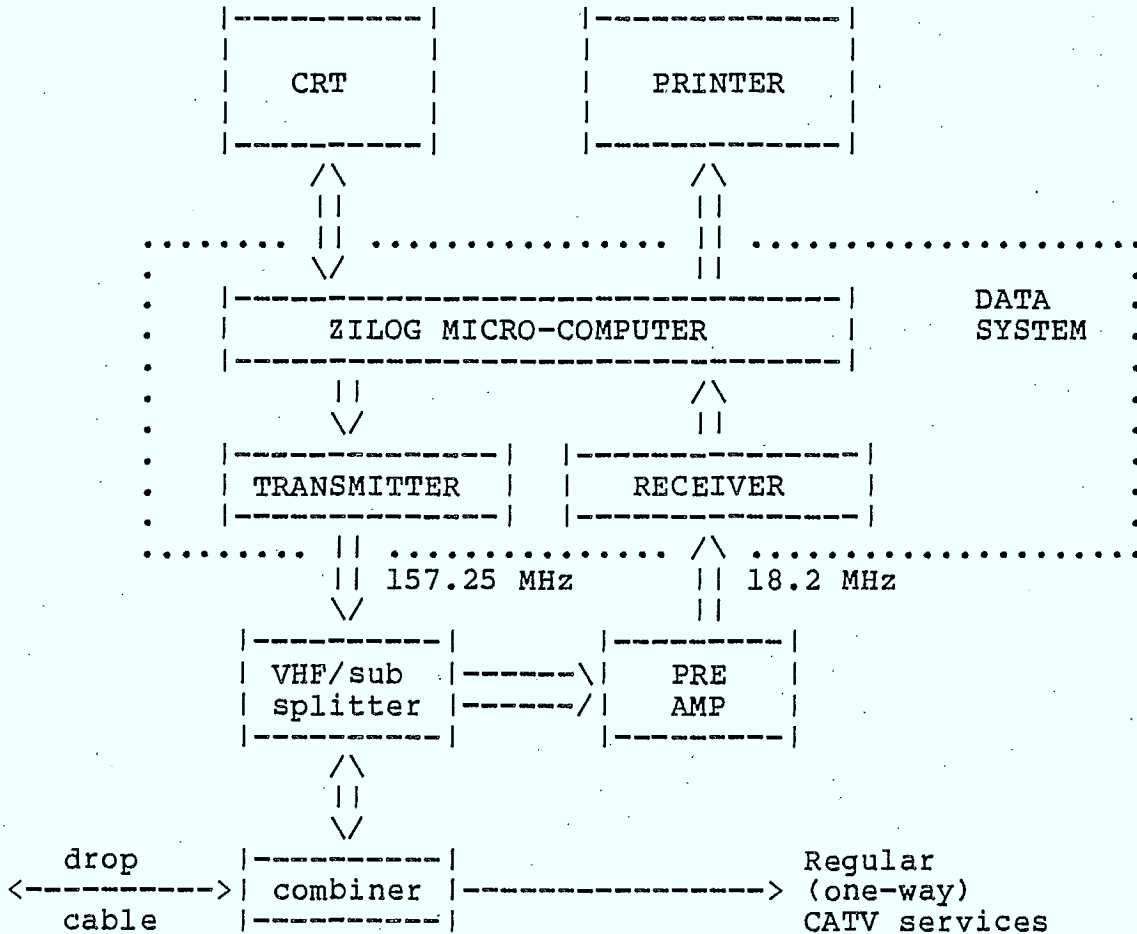 CRT
PRINTER
ZILOG MICRO-COMPUTER
DATA
SYSTEM
TRANSMITTER
RECEIVER
157.25 MHz
18.2 MHz
VHF/sub
splitter
PRE
AMP
drop
cable
combiner
Regular
(one-way)
CATV services